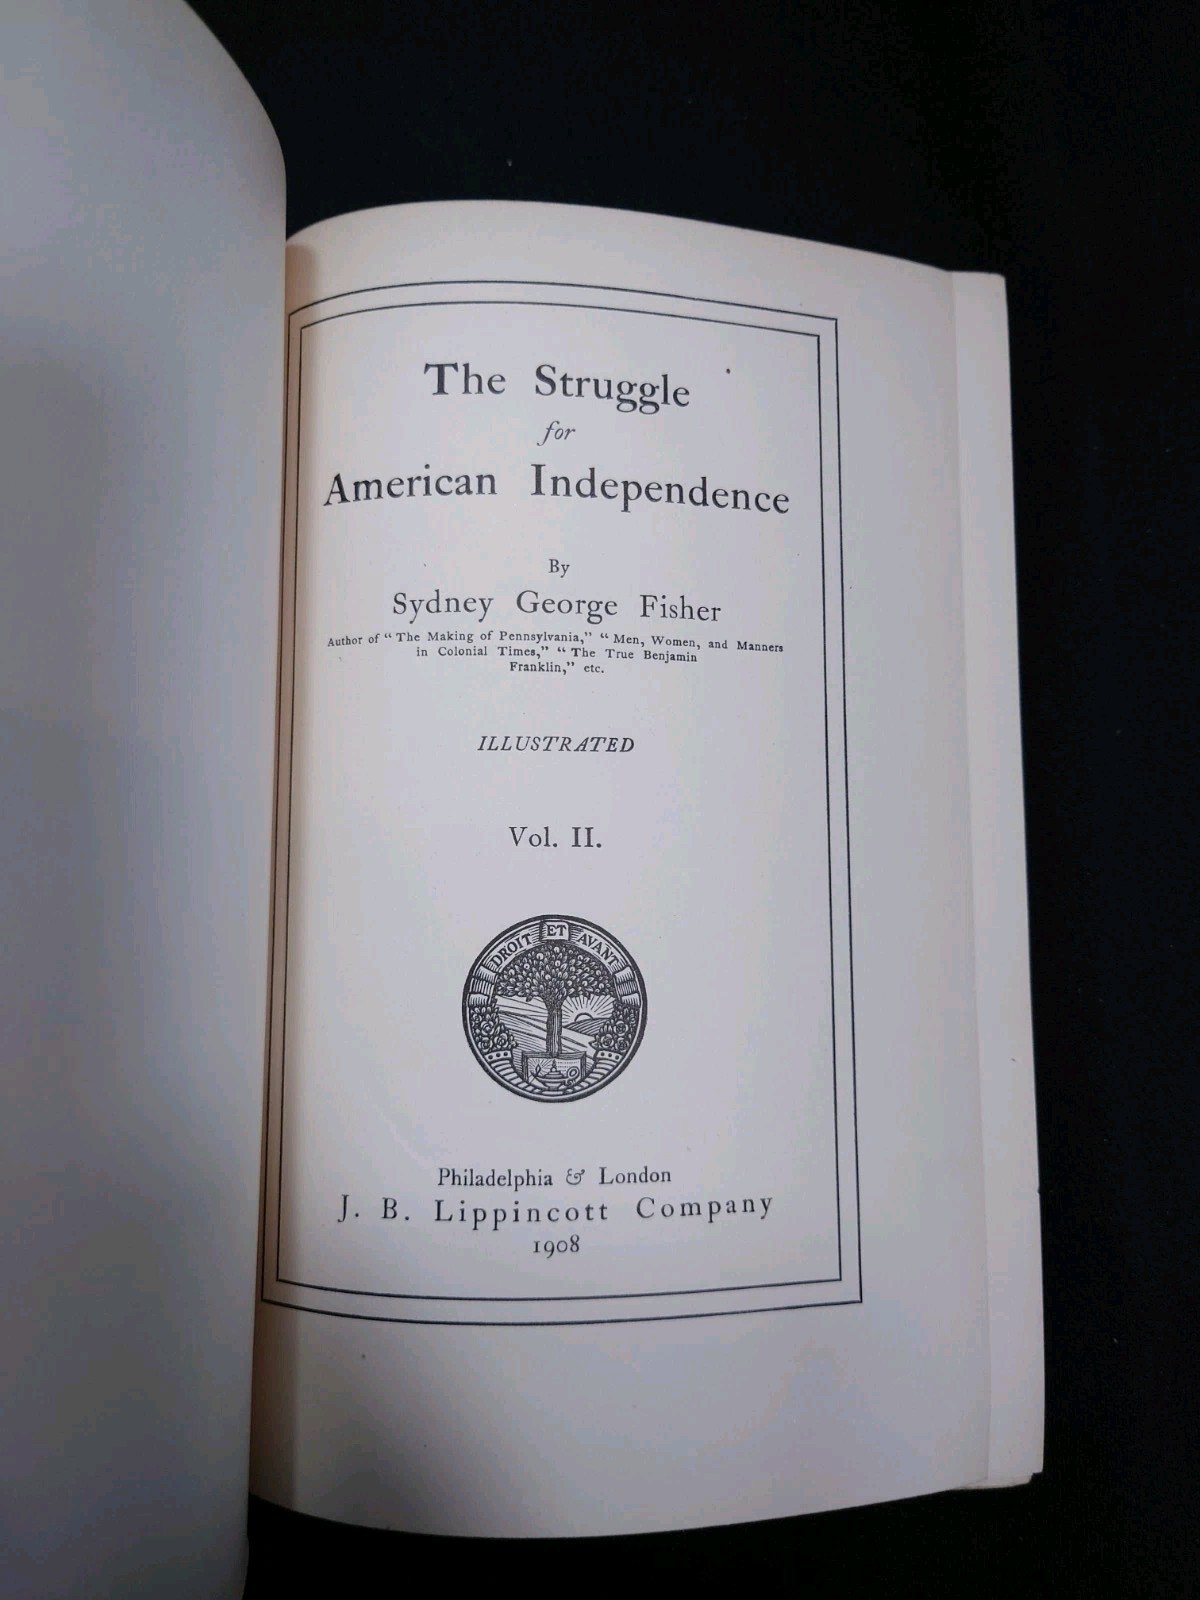 The Struggle
for
American Independence
By
Sydney George Fisher
Author of “The Making of Pennsylvania,” “Men, Women, and Manners
in Colonial Times,” “The True Benjamin
Franklin,” etc.
ILLUSTRATED
Vol. II.
DROIT ET AVANT
Philadelphia & London
J. B. Lippincott Company
1908